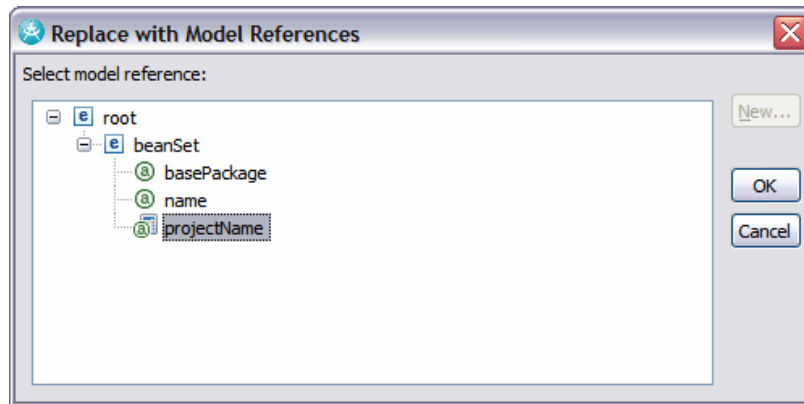 Replace with Model References
Select model reference:
e root
e beanSet
a basePackage
a name
a projectName
New...
OK
Cancel